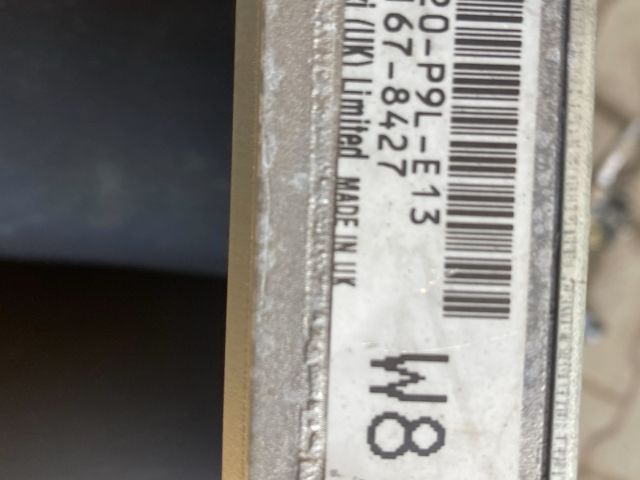 20-P9L-E13
167-8427
(UK) Limited MADE IN UK
W8